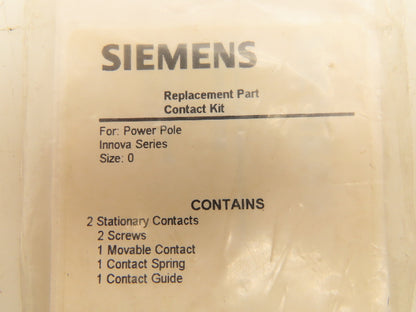 SIEMENS
Replacement Part
Contact Kit
For: Power Pole
Innova Series
Size: 0
CONTAINS
2 Stationary Contacts
2 Screws
1 Movable Contact
1 Contact Spring
1 Contact Guide